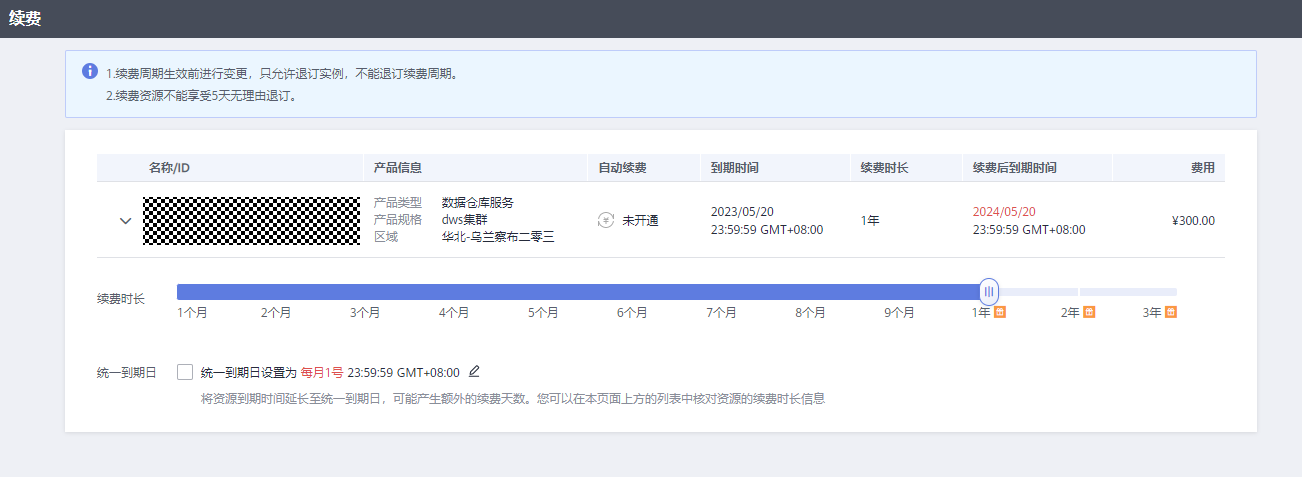 续费
1.续费周期生效前进行变更，只允许退订实例，不能退订续费周期。
2.续费资源不能享受5天无理由退订。
名称/ID 产品信息 自动续费 到期时间 续费时长 续费后到期时间 费用
产品类型 数据仓库服务
产品规格 dws集群
区域 华北-乌兰察布二零三
未开通
2023/05/20
23:59:59 GMT+08:00
1年
2024/05/20
23:59:59 GMT+08:00
¥300.00
续费时长
1个月 2个月 3个月 4个月 5个月 6个月 7个月 8个月 9个月 1年 2年 3年
统一到期日 统一到期日设置为 每月1号 23:59:59 GMT+08:00
将资源到期时间延长至统一到期日，可能产生额外的续费天数。您可以在本页面上方的列表中核对资源的续费时长信息